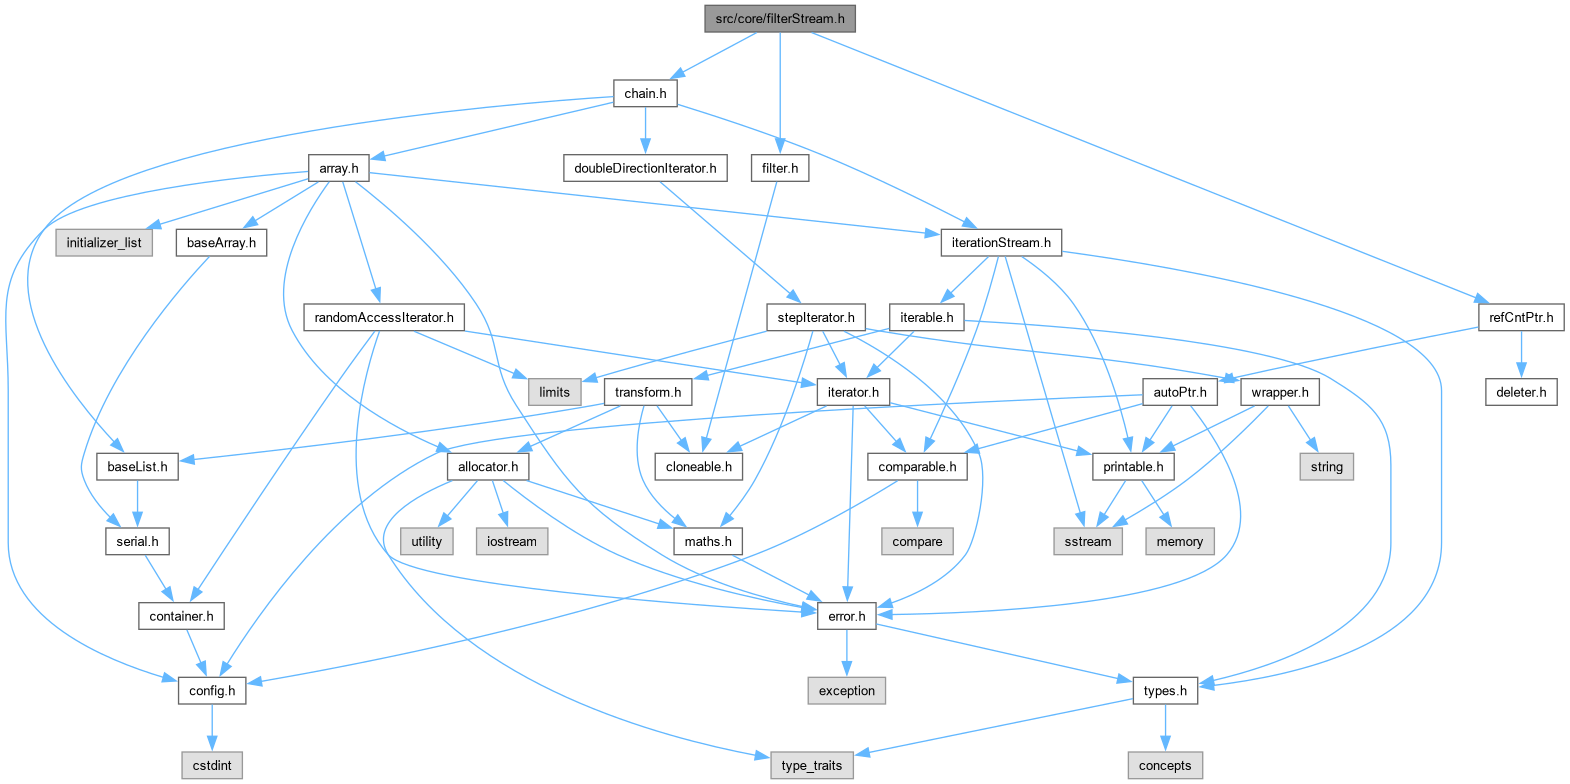 src/core/filterStream.h
chain.h
array.h
doubleDirectionIterator.h
filter.h
initializer_list
baseArray.h
iterationStream.h
randomAccessIterator.h
stepIterator.h
iterable.h
refCntPtr.h
limits
transform.h
iterator.h
autoPtr.h
wrapper.h
deleter.h
baseList.h
allocator.h
cloneable.h
comparable.h
printable.h
string
serial.h
utility
iostream
maths.h
compare
sstream
memory
container.h
error.h
config.h
exception
types.h
cstdint
type_traits
concepts